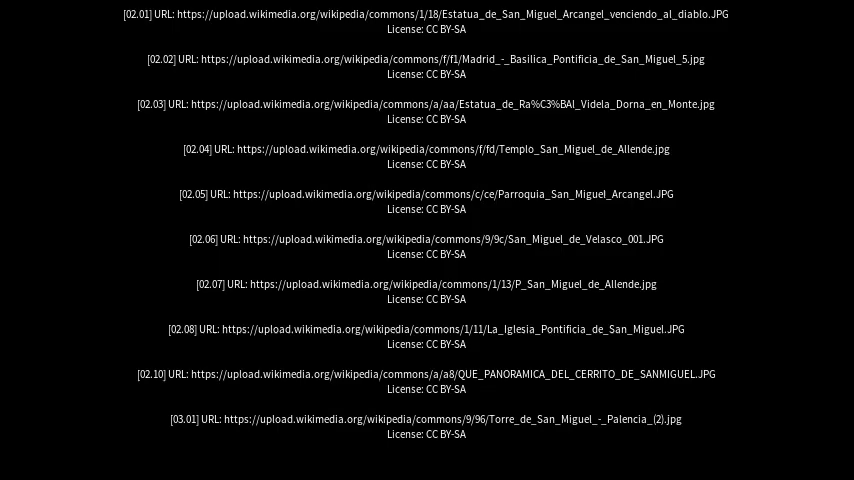 [02.01] URL: https://upload.wikimedia.org/wikipedia/commons/1/18/Estatua_de_San_Miguel_Arcangel_venciendo_al_diablo.JPG
License: CC BY-SA
[02.02] URL: https://upload.wikimedia.org/wikipedia/commons/f/f1/Madrid_-_Basilica_Pontificia_de_San_Miguel_5.jpg
License: CC BY-SA
[02.03] URL: https://upload.wikimedia.org/wikipedia/commons/a/aa/Estatua_de_Ra%C3%BAl_Videla_Dorna_en_Monte.jpg
License: CC BY-SA
[02.04] URL: https://upload.wikimedia.org/wikipedia/commons/f/fd/Templo_San_Miguel_de_Allende.jpg
License: CC BY-SA
[02.05] URL: https://upload.wikimedia.org/wikipedia/commons/c/ce/Parroquia_San_Miguel_Arcangel.JPG
License: CC BY-SA
[02.06] URL: https://upload.wikimedia.org/wikipedia/commons/9/9c/San_Miguel_de_Velasco_001.JPG
License: CC BY-SA
[02.07] URL: https://upload.wikimedia.org/wikipedia/commons/1/13/P_San_Miguel_de_Allende.jpg
License: CC BY-SA
[02.08] URL: https://upload.wikimedia.org/wikipedia/commons/1/11/La_Iglesia_Pontificia_de_San_Miguel.JPG
License: CC BY-SA
[02.10] URL: https://upload.wikimedia.org/wikipedia/commons/a/a8/QUE_PANORAMICA_DEL_CERRITO_DE_SANMIGUEL.JPG
License: CC BY-SA
[03.01] URL: https://upload.wikimedia.org/wikipedia/commons/9/96/Torre_de_San_Miguel_-_Palencia_(2).jpg
License: CC BY-SA